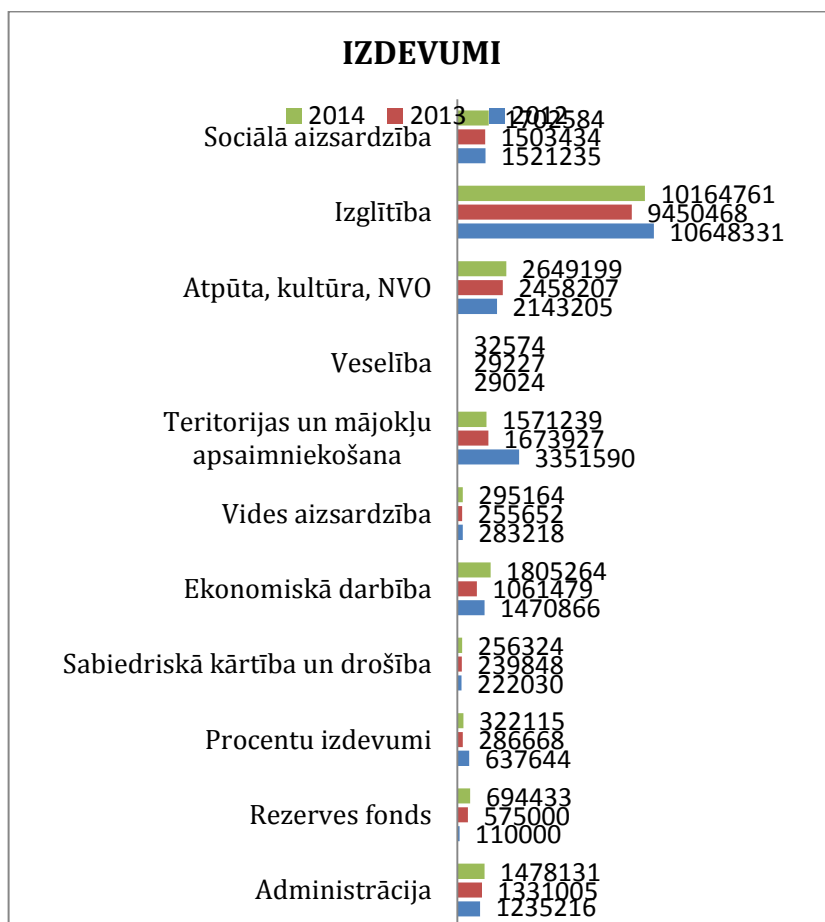 IZDEVUMI
2014 2013 2012
1702584
Sociālā aizsardzība
1503434
1521235
10164761
Izglītība
9450468
10648331
2649199
Atpūta, kultūra, NVO
2458207
2143205
32574
Veselība
29227
29024
Teritorijas un mājokļu
apsaimniekošana
1571239
1673927
3351590
295164
Vides aizsardzība
255652
283218
1805264
Ekonomiskā darbība
1061479
1470866
256324
Sabiedriskā kārtība un drošība
239848
222030
322115
Procentu izdevumi
286668
637644
694433
Rezerves fonds
575000
110000
1478131
Administrācija
1331005
1235216